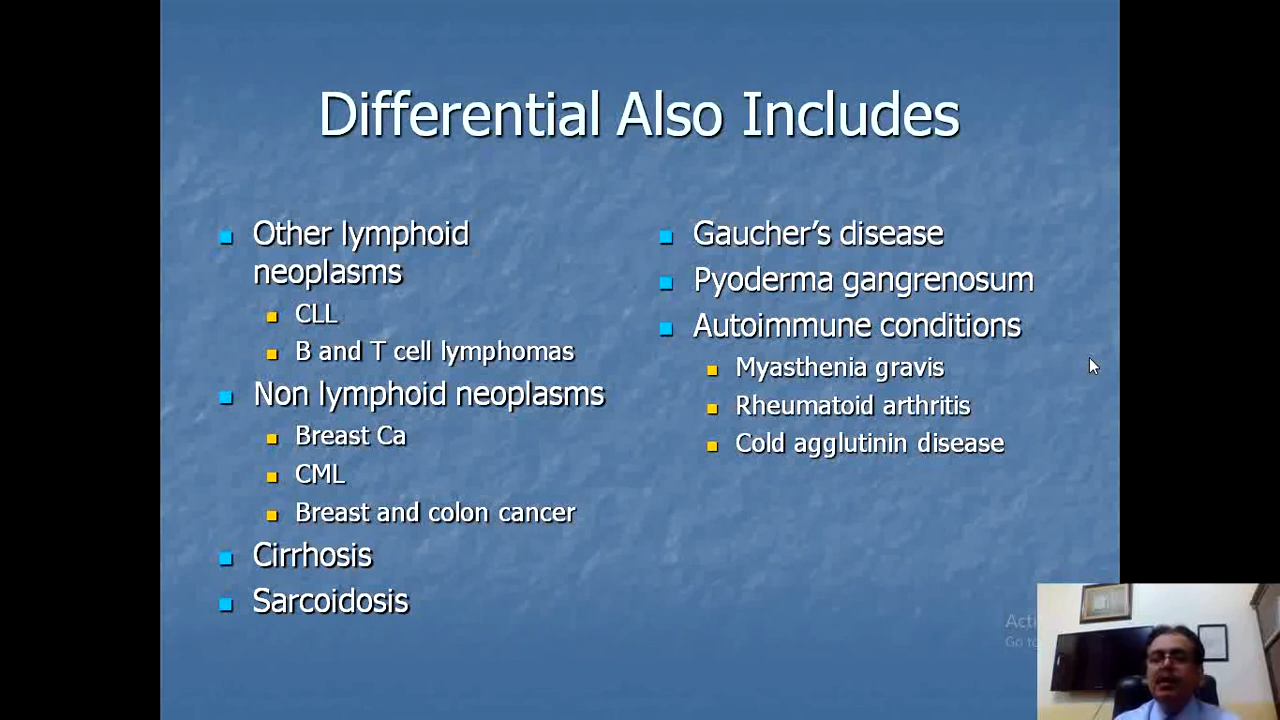 Differential Also Includes
Other lymphoid
neoplasms
CLL
B and T cell lymphomas
Non lymphoid neoplasms
Breast Ca
CML
Breast and colon cancer
Cirrhosis
Sarcoidosis
Gaucher’s disease
Pyoderma gangrenosum
Autoimmune conditions
Myasthenia gravis
Rheumatoid arthritis
Cold agglutinin disease
Go